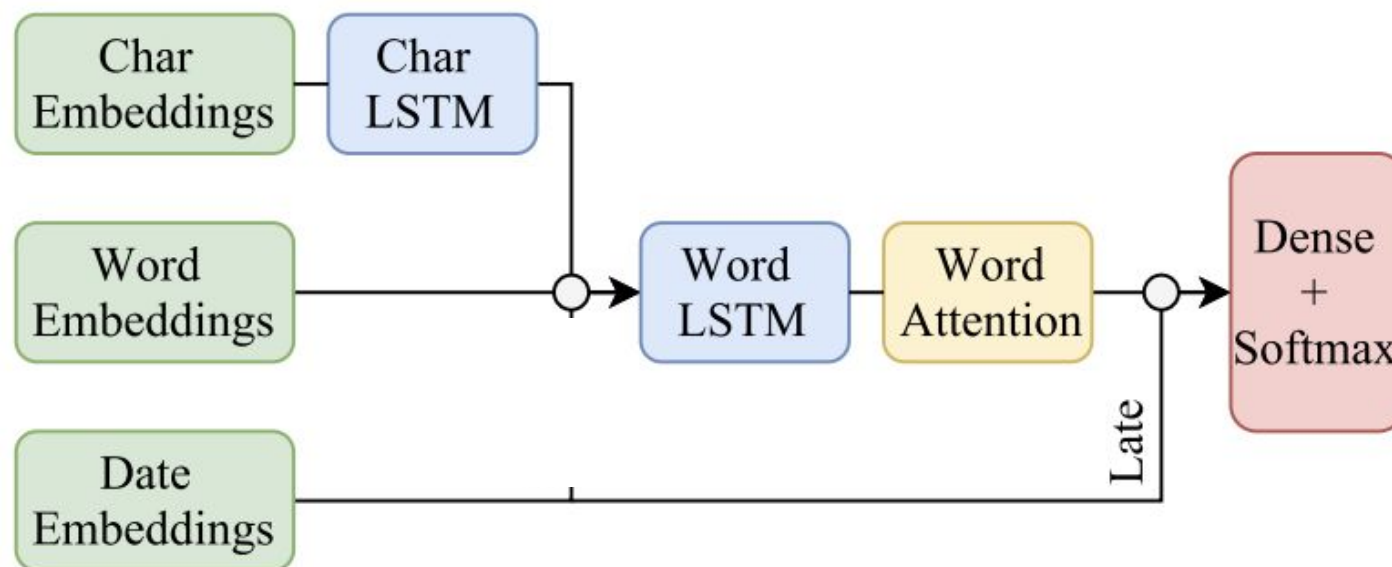 Char
Embeddings
Char
LSTM
Word
Embeddings
Word
LSTM
Word
Attention
Dense
+
Softmax
Date
Embeddings
Late